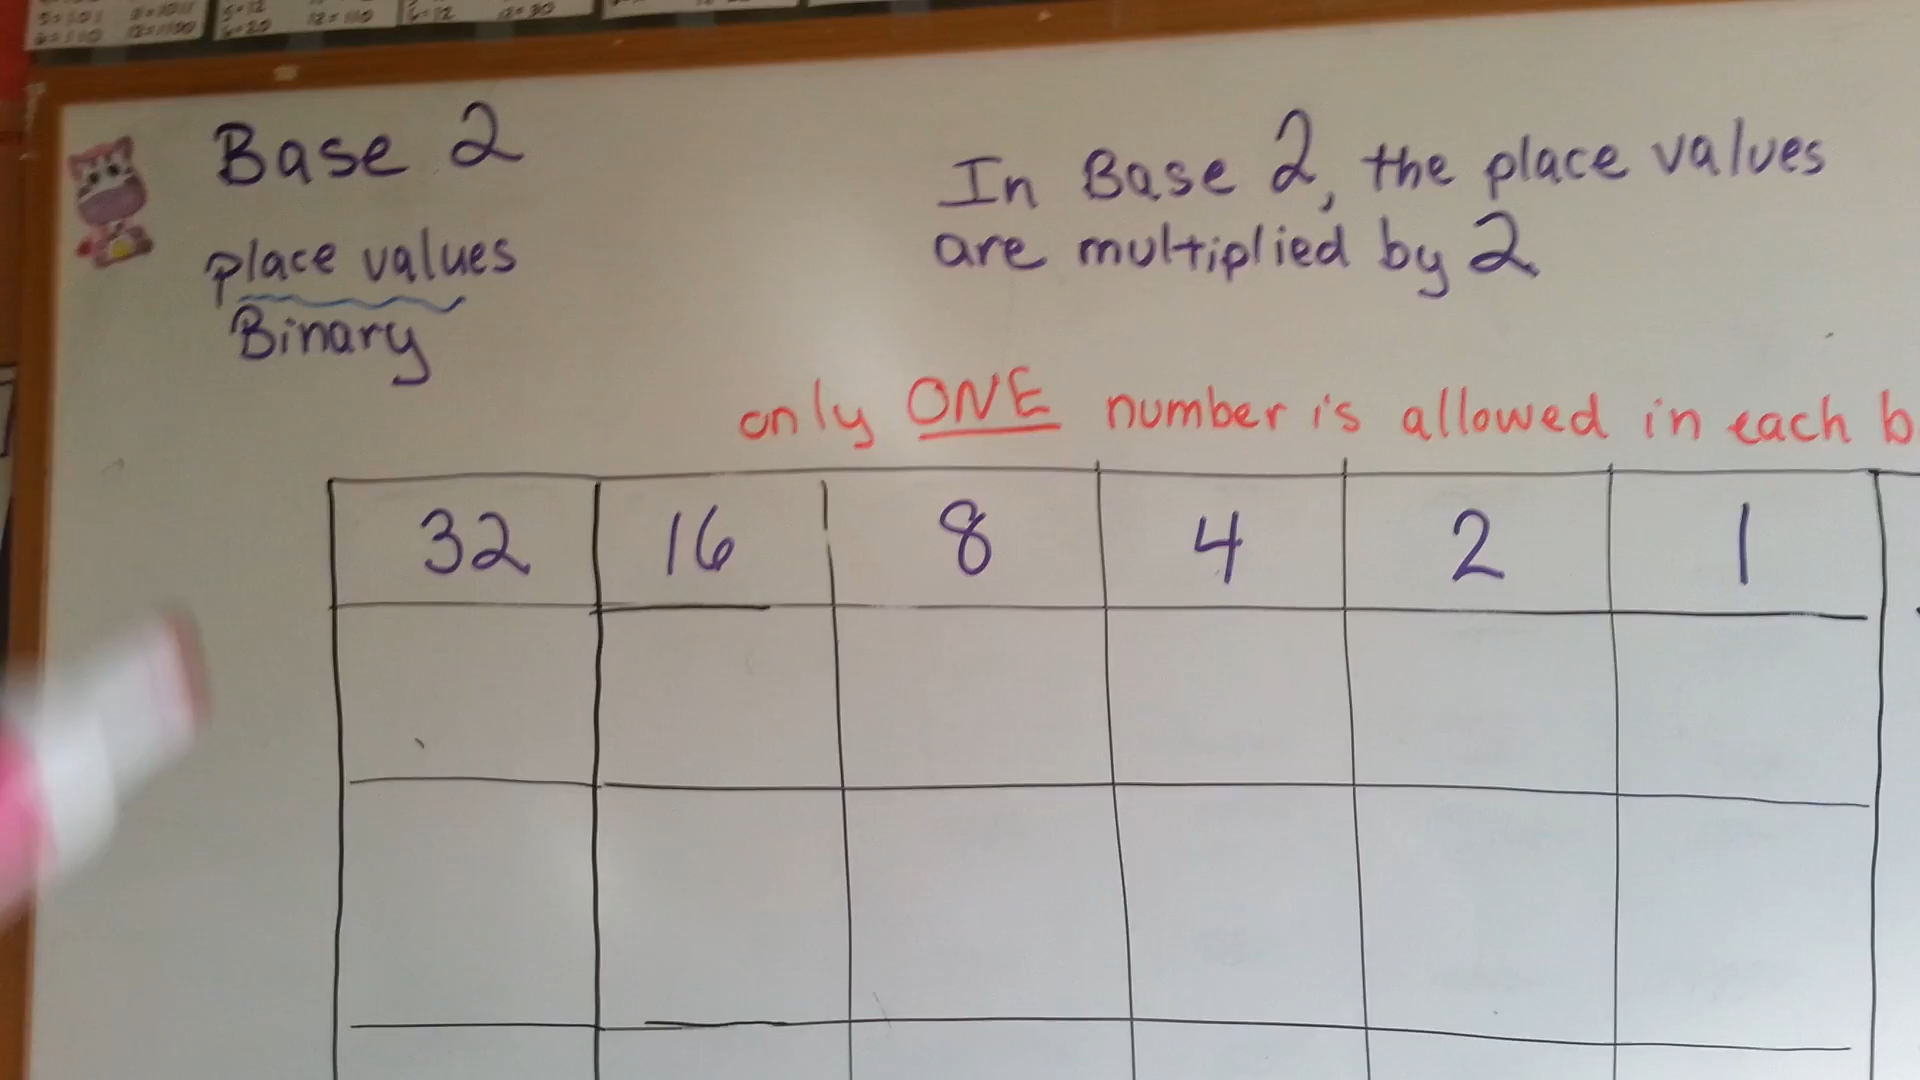 Base 2
place values
Binary
In Base 2, the place values
are multiplied by 2
only ONE number is allowed in each b
32 16 8 4 2 1